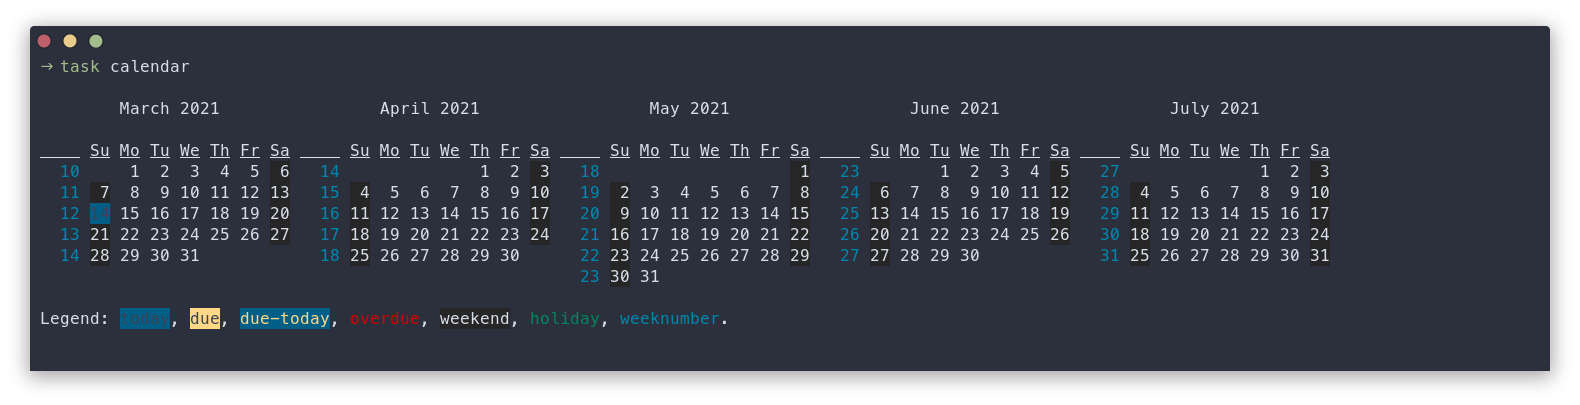 → task calendar
March 2021 April 2021 May 2021 June 2021 July 2021
Su Mo Tu We Th Fr Sa Su Mo Tu We Th Fr Sa Su Mo Tu We Th Fr Sa Su Mo Tu We Th Fr Sa Su Mo Tu We Th Fr Sa
10 1 2 3 4 5 6 14 1 2 3 18 1 23 1 2 3 4 5 27 1 2 3
11 7 8 9 10 11 12 13 15 4 5 6 7 8 9 10 19 2 3 4 5 6 7 8 24 6 7 8 9 10 11 12 28 4 5 6 7 8 9 10
12 14 15 16 17 18 19 20 16 11 12 13 14 15 16 17 20 9 10 11 12 13 14 15 25 13 14 15 16 17 18 19 29 11 12 13 14 15 16 17
13 21 22 23 24 25 26 27 17 18 19 20 21 22 23 24 21 16 17 18 19 20 21 22 26 20 21 22 23 24 25 26 30 18 19 20 21 22 23 24
14 28 29 30 31 18 25 26 27 28 29 30 22 23 24 25 26 27 28 29 27 27 28 29 30 31 25 26 27 28 29 30 31
23 30 31
Legend: today, due, due-today, overdue, weekend, holiday, weeknumber.